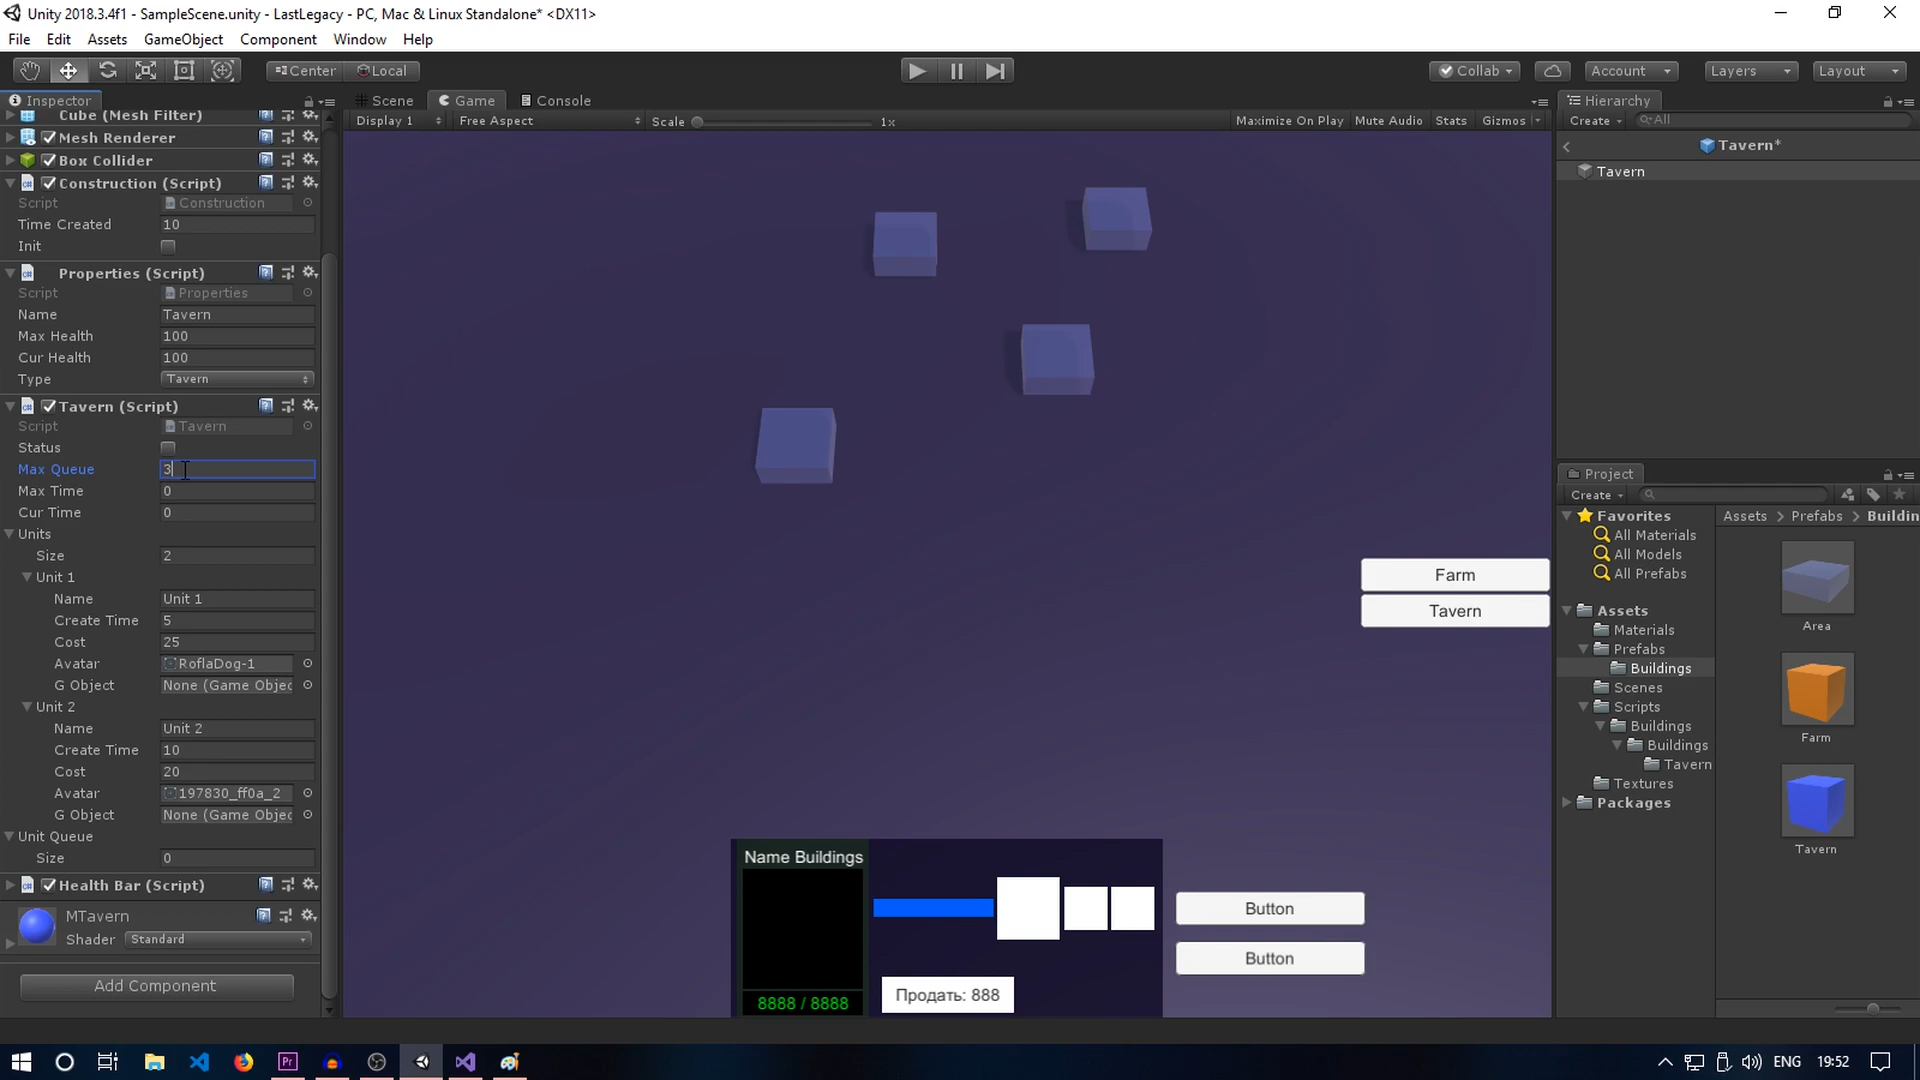 Unity 2018.3.4f1 - SampleScene.unity - LastLegacy - PC, Mac & Linux Standalone* <DX11>
File Edit Assets GameObject Component Window Help
Center Local Collab Account Layers Layout
Inspector
Cube (Mesh Filter)
Mesh Renderer
Box Collider
Construction (Script)
Script Construction
Time Created 10
Init
Properties (Script)
Script Properties
Name Tavern
Max Health 100
Cur Health 100
Type Tavern
Tavern (Script)
Script Tavern
Status
Max Queue 3
Max Time 0
Cur Time 0
Units
Size 2
Unit 1
Name Unit 1
Create Time 5
Cost 25
Avatar RoflaDog-1
G Object None (Game Objec
Unit 2
Name Unit 2
Create Time 10
Cost 20
Avatar 197830_ff0a_2
G Object None (Game Objec
Unit Queue
Size 0
Health Bar (Script)
MTavern
Shader Standard
Add Component
Scene Game Console
Display 1 Free Aspect Scale 1x Maximize On Play Mute Audio Stats Gizmos
Farm
Tavern
Name Buildings
8888 / 8888
Продать: 888
Button
Button
Hierarchy
Create All
Tavern*
Tavern
Project
Create
Favorites
All Materials
All Models
All Prefabs
Assets
Materials
Prefabs
Buildings
Scenes
Scripts
Buildings
Buildings
Tavern
Textures
Packages
Assets > Prefabs > Buildin
Area
Farm
Tavern
Pr
ENG 19:52